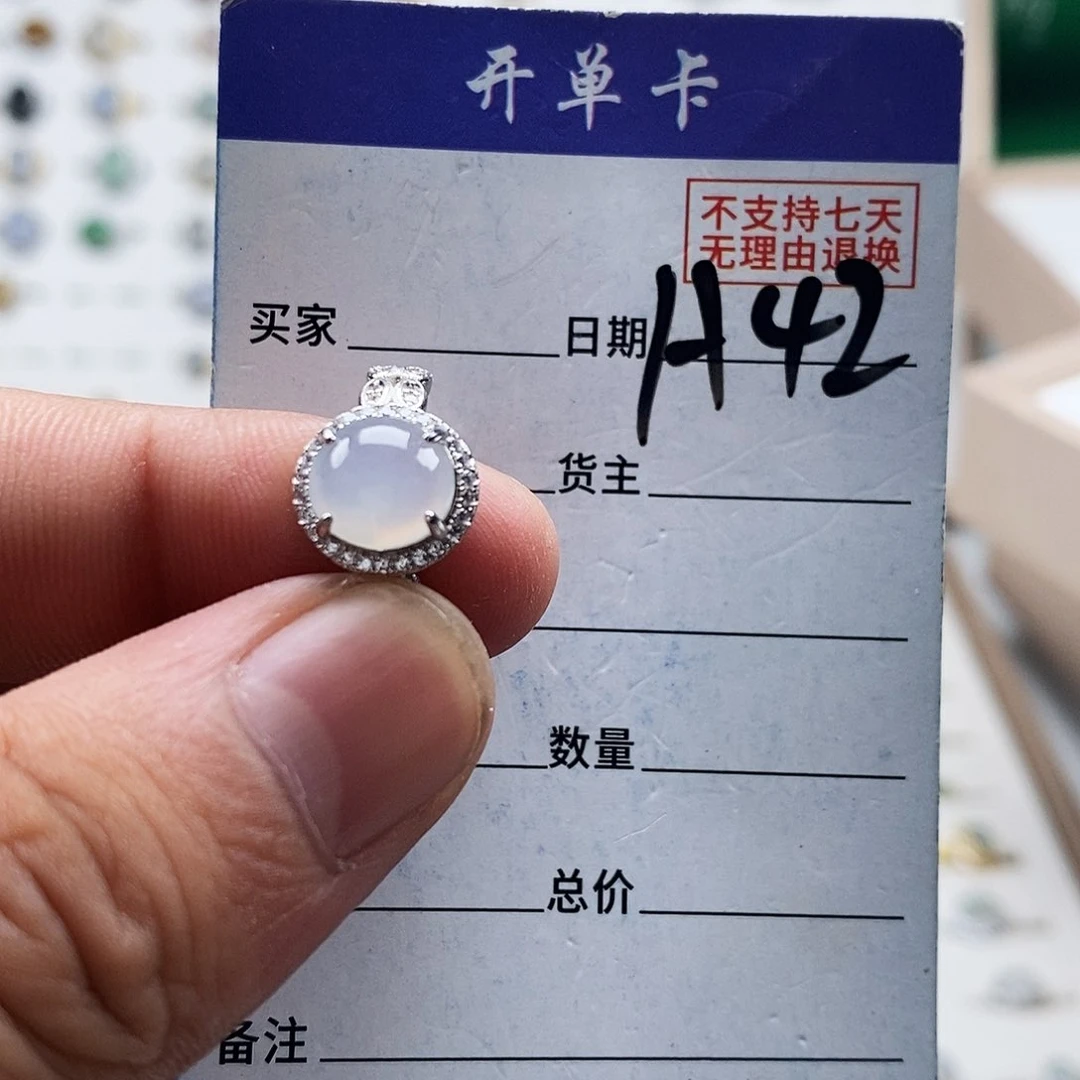 开单卡
不支持七天
无理由退换
买家 日期 H42
货主
数量
总价
备注